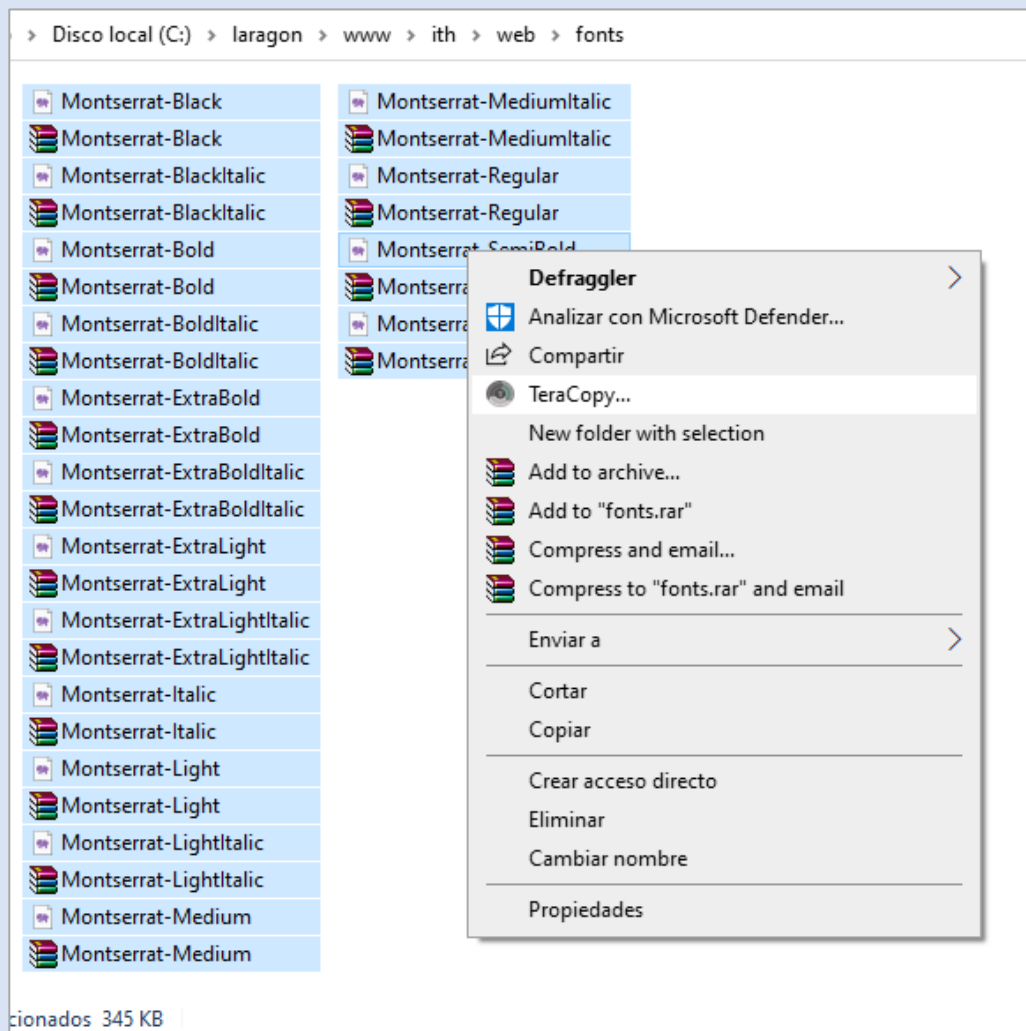 Disco local (C:) > laragon > www > ith > web > fonts
Montserrat-Black
Montserrat-Black
Montserrat-BlackItalic
Montserrat-BlackItalic
Montserrat-Bold
Montserrat-Bold
Montserrat-BoldItalic
Montserrat-BoldItalic
Montserrat-ExtraBold
Montserrat-ExtraBold
Montserrat-ExtraBoldItalic
Montserrat-ExtraBoldItalic
Montserrat-ExtraLight
Montserrat-ExtraLight
Montserrat-ExtraLightItalic
Montserrat-ExtraLightItalic
Montserrat-Italic
Montserrat-Italic
Montserrat-Light
Montserrat-Light
Montserrat-LightItalic
Montserrat-LightItalic
Montserrat-Medium
Montserrat-Medium
Montserrat-MediumItalic
Montserrat-MediumItalic
Montserrat-Regular
Montserrat-Regular
Montserrat-SemiBold
Montserra
Montserra
Montserra
Defraggler
Analizar con Microsoft Defender...
Compartir
TeraCopy...
New folder with selection
Add to archive...
Add to "fonts.rar"
Compress and email...
Compress to "fonts.rar" and email
Enviar a
Cortar
Copiar
Crear acceso directo
Eliminar
Cambiar nombre
Propiedades
cionados 345 KB